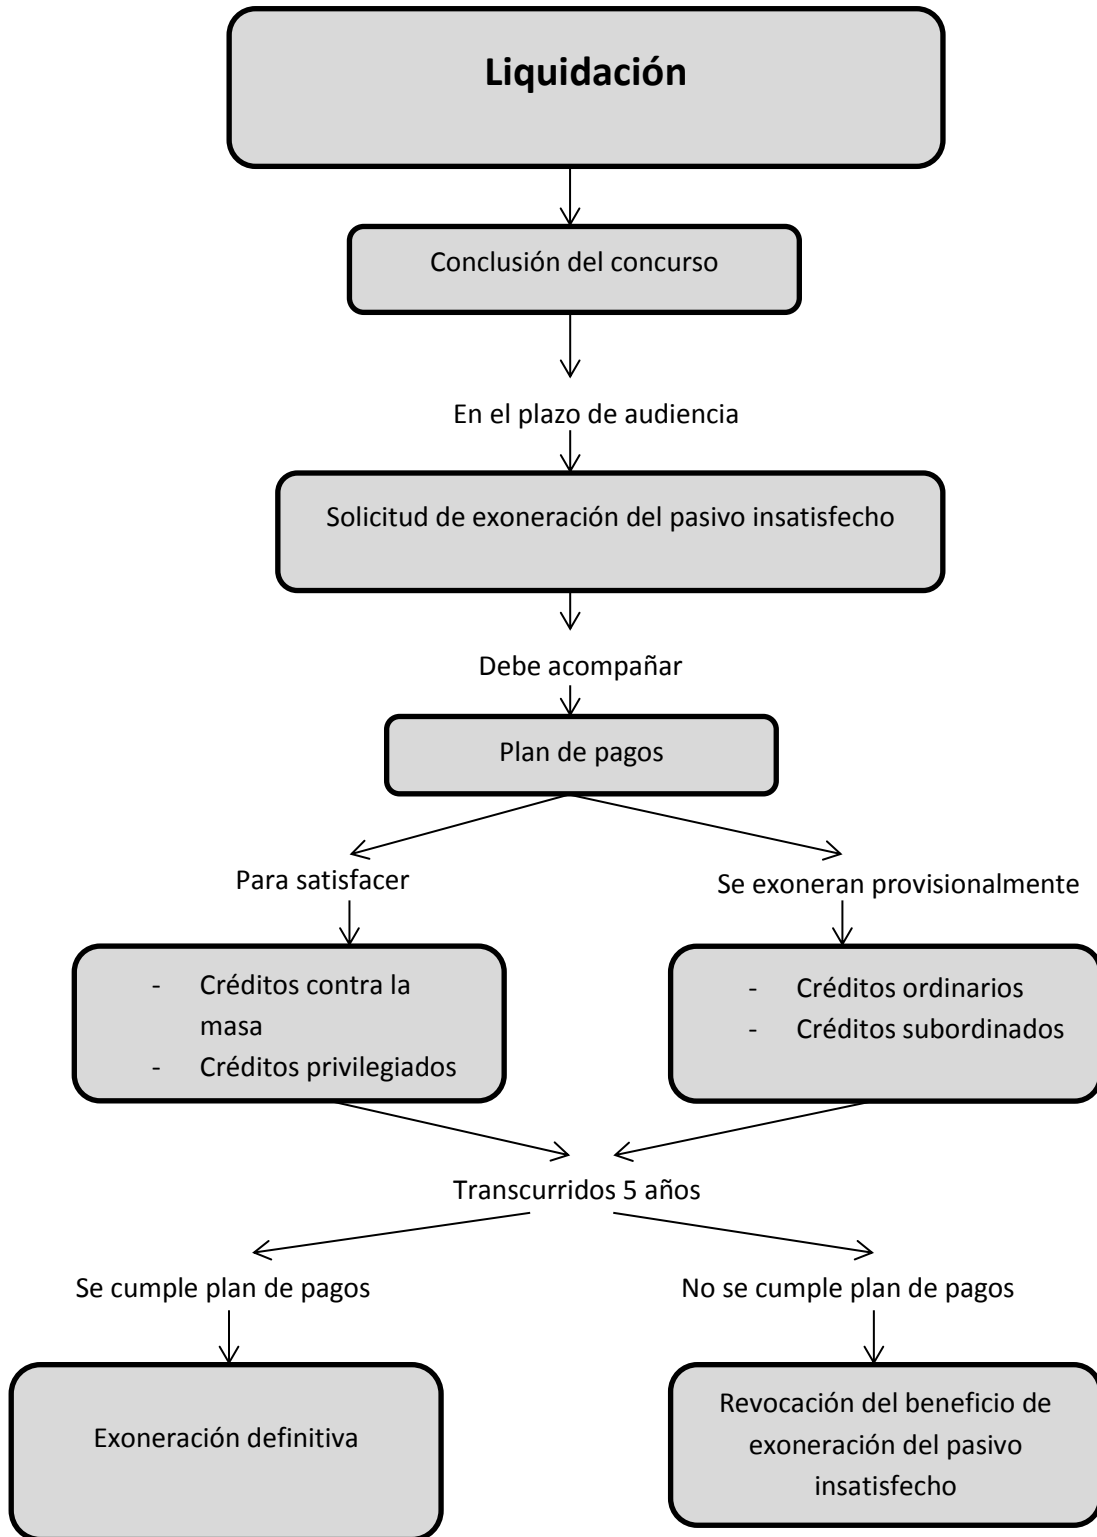 Liquidación
Conclusión del concurso
En el plazo de audiencia
Solicitud de exoneración del pasivo insatisfecho
Debe acompañar
Plan de pagos
Para satisfacer
Se exoneran provisionalmente
- Créditos contra la
masa
- Créditos privilegiados
- Créditos ordinarios
- Créditos subordinados
Transcurridos 5 años
Se cumple plan de pagos
No se cumple plan de pagos
Exoneración definitiva
Revocación del beneficio de
exoneración del pasivo
insatisfecho